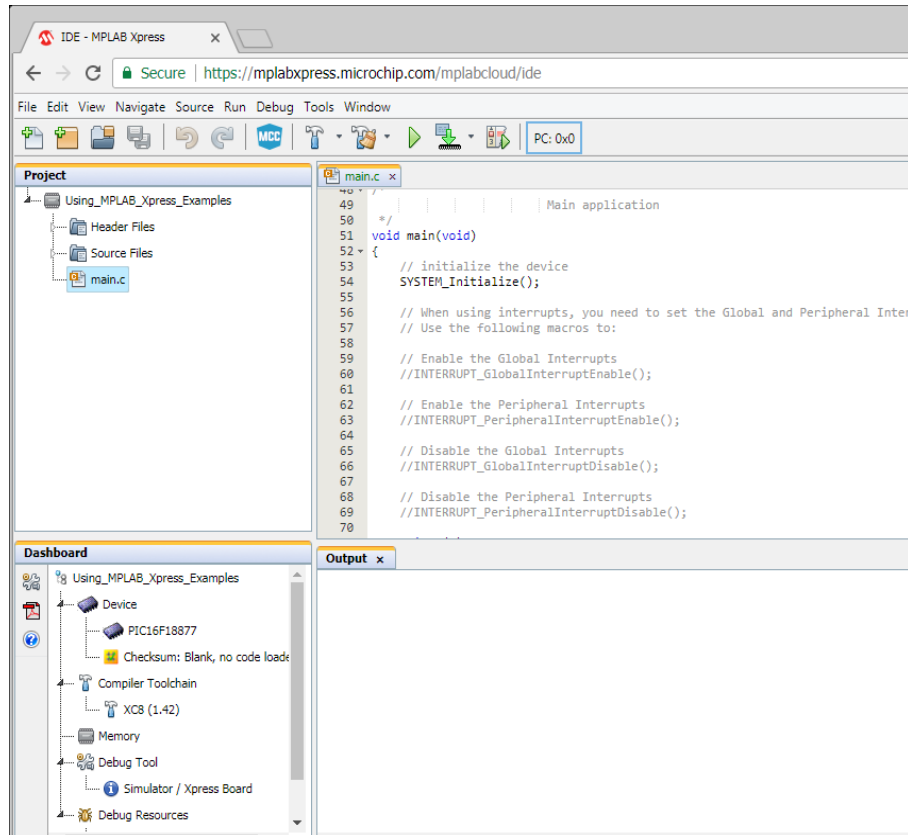 IDE - MPLAB Xpress
Secure | https://mplabxpress.microchip.com/mplabcloud/ide
File Edit View Navigate Source Run Debug Tools Window
MCC
PC: 0x0
Project
Using_MPLAB_Xpress_Examples
Header Files
Source Files
main.c
main.c x
48 /*
49 Main application
50 */
51 void main(void)
52 {
53 // initialize the device
54 SYSTEM_Initialize();
55
56 // When using interrupts, you need to set the Global and Peripheral Inter
57 // Use the following macros to:
58
59 // Enable the Global Interrupts
60 //INTERRUPT_GlobalInterruptEnable();
61
62 // Enable the Peripheral Interrupts
63 //INTERRUPT_PeripheralInterruptEnable();
64
65 // Disable the Global Interrupts
66 //INTERRUPT_GlobalInterruptDisable();
67
68 // Disable the Peripheral Interrupts
69 //INTERRUPT_PeripheralInterruptDisable();
70
Dashboard
Using_MPLAB_Xpress_Examples
Device
PIC16F18877
Checksum: Blank, no code loade
Compiler Toolchain
XC8 (1.42)
Memory
Debug Tool
Simulator / Xpress Board
Debug Resources
Output x